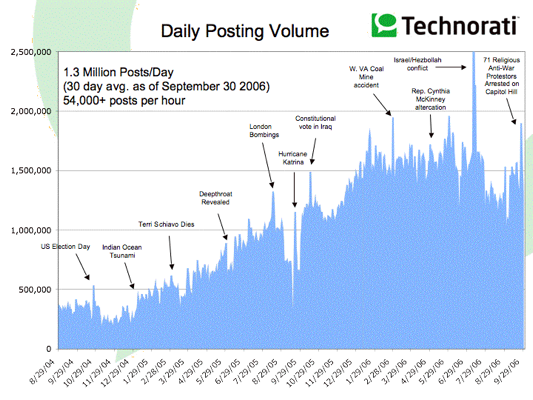 Daily Posting Volume
Technorati
1.3 Million Posts/Day
(30 day avg. as of September 30 2006)
54,000+ posts per hour
2,500,000
2,000,000
1,500,000
1,000,000
500,000
0
US Election Day
Indian Ocean
Tsunami
Terri Schiavo Dies
Deepthroat
Revealed
London
Bombings
Hurricane
Katrina
Constitutional
vote in Iraq
W. VA Coal
Mine
accident
Israel/Hezbollah
conflict
Rep. Cynthia
McKinney
altercation
71 Religious
Anti-War
Protestors
Arrested on
Capitol Hill
8/29/04
9/29/04
10/29/04
11/29/04
12/29/04
1/29/05
2/28/05
3/29/05
4/29/05
5/29/05
6/29/05
7/29/05
8/29/05
9/29/05
10/29/05
11/29/05
12/29/05
1/29/06
2/28/06
3/29/06
4/29/06
5/29/06
6/29/06
7/29/06
8/29/06
9/29/06